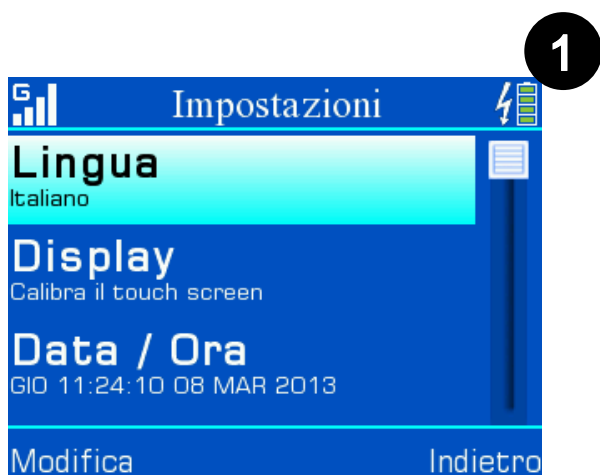 1
G Impostazioni
Lingua
Italiano
Display
Calibra il touch screen
Data / Ora
GIO 11:24:10 08 MAR 2013
Modifica Indietro